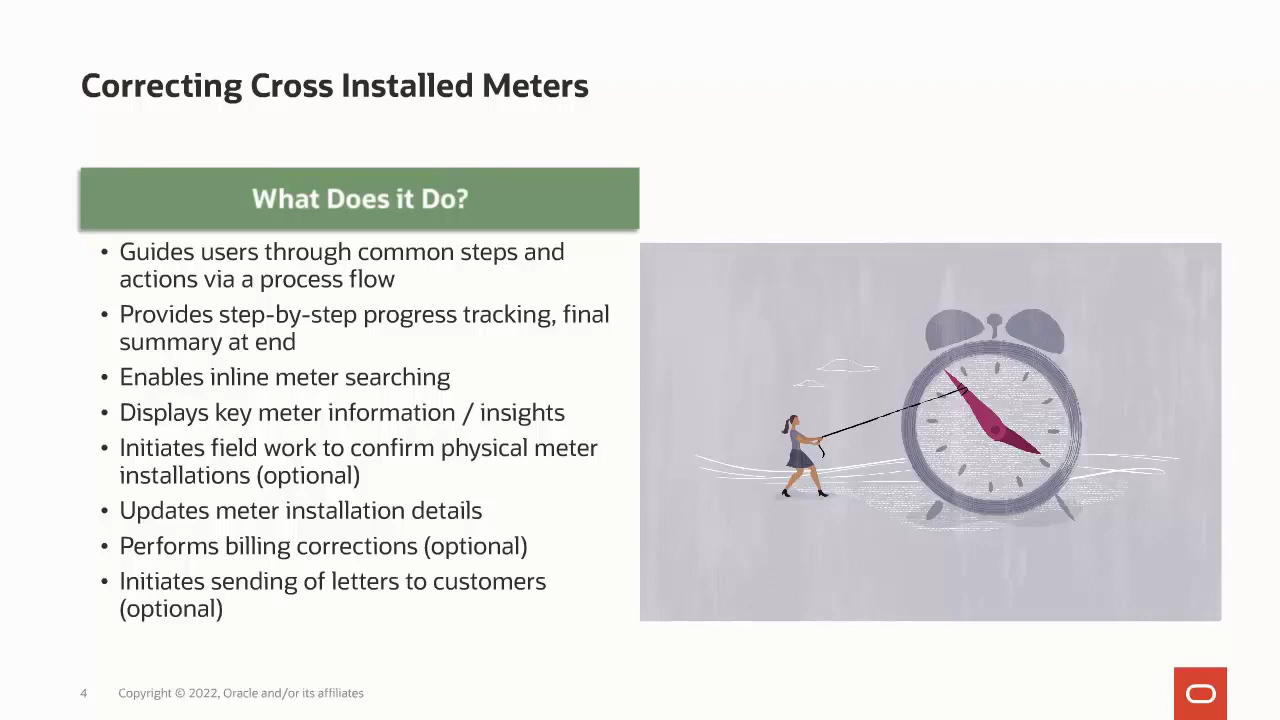 Correcting Cross Installed Meters
What Does it Do?
• Guides users through common steps and
actions via a process flow
• Provides step-by-step progress tracking, final
summary at end
• Enables inline meter searching
• Displays key meter information / insights
• Initiates field work to confirm physical meter
installations (optional)
• Updates meter installation details
• Performs billing corrections (optional)
• Initiates sending of letters to customers
(optional)
4 Copyright © 2022, Oracle and/or its affiliates